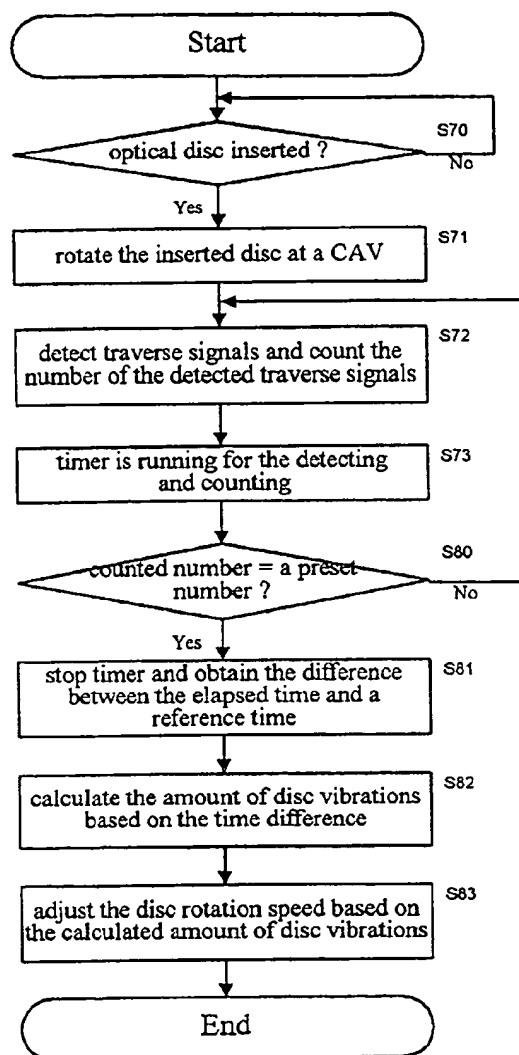 Start
S70
optical disc inserted ?
No
Yes
S71
rotate the inserted disc at a CAV
S72
detect traverse signals and count the
number of the detected traverse signals
S73
timer is running for the detecting
and counting
S80
counted number = a preset
number ?
No
Yes
S81
stop timer and obtain the difference
between the elapsed time and a
reference time
S82
calculate the amount of disc vibrations
based on the time difference
S83
adjust the disc rotation speed based on
the calculated amount of disc vibrations
End